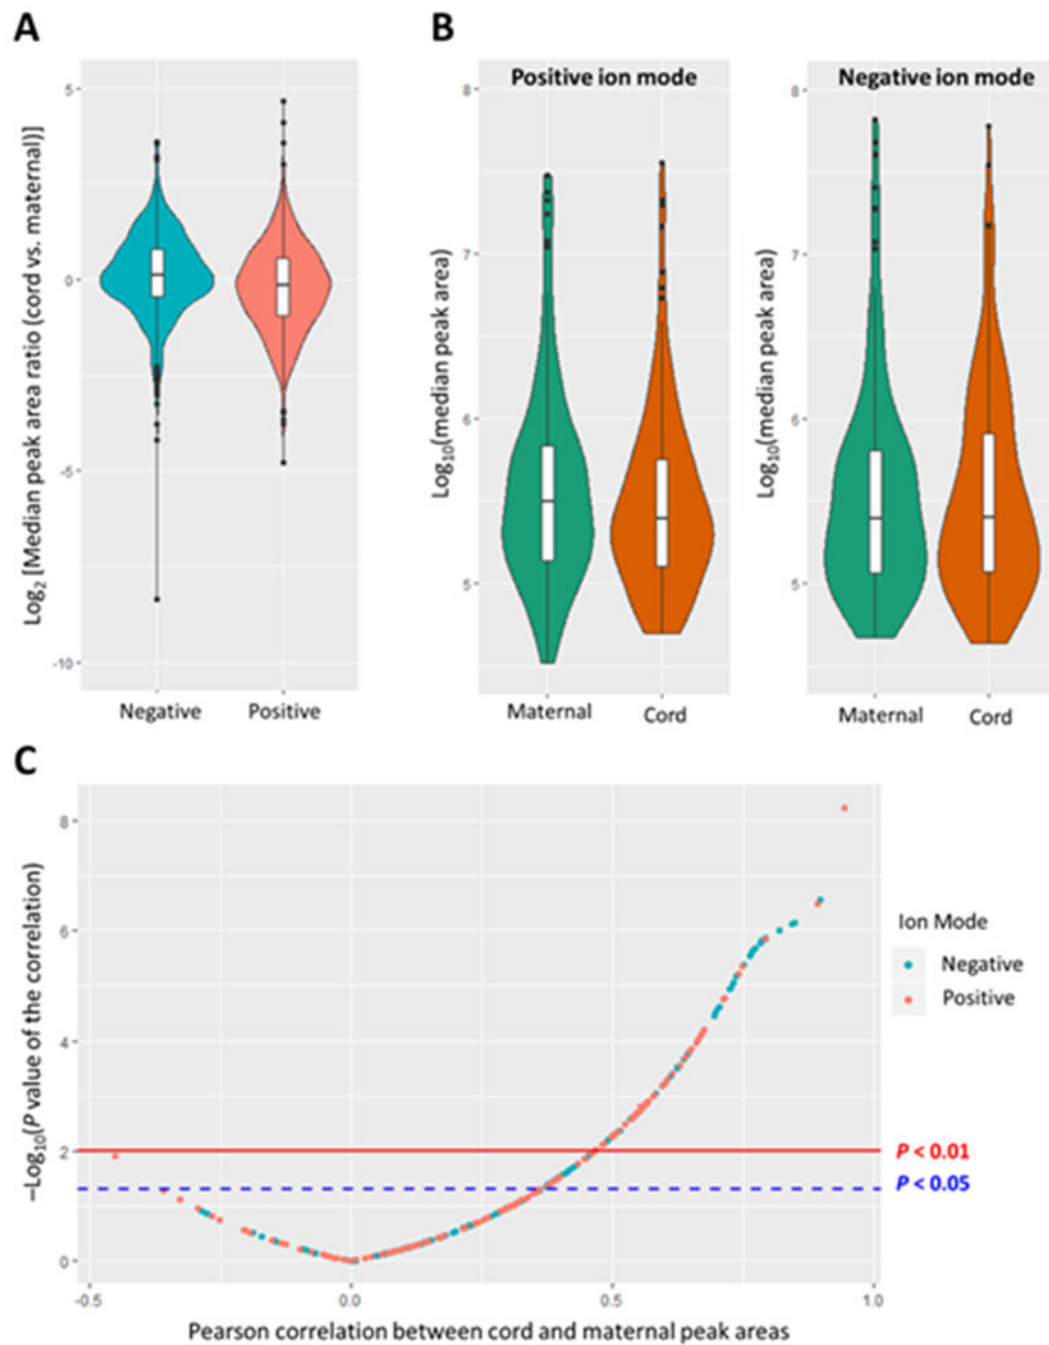 A
B
Log2 [Median peak area ratio (cord vs. maternal)]
5
0
-5
-10
Negative
Positive
Positive ion mode
Log10(median peak area)
8
7
6
5
Maternal
Cord
Negative ion mode
Log10(median peak area)
8
7
6
5
Maternal
Cord
C
−Log10(P value of the correlation)
8
6
4
2
0
-0.5
0.0
0.5
1.0
Pearson correlation between cord and maternal peak areas
Ion Mode
Negative
Positive
P < 0.01
P < 0.05